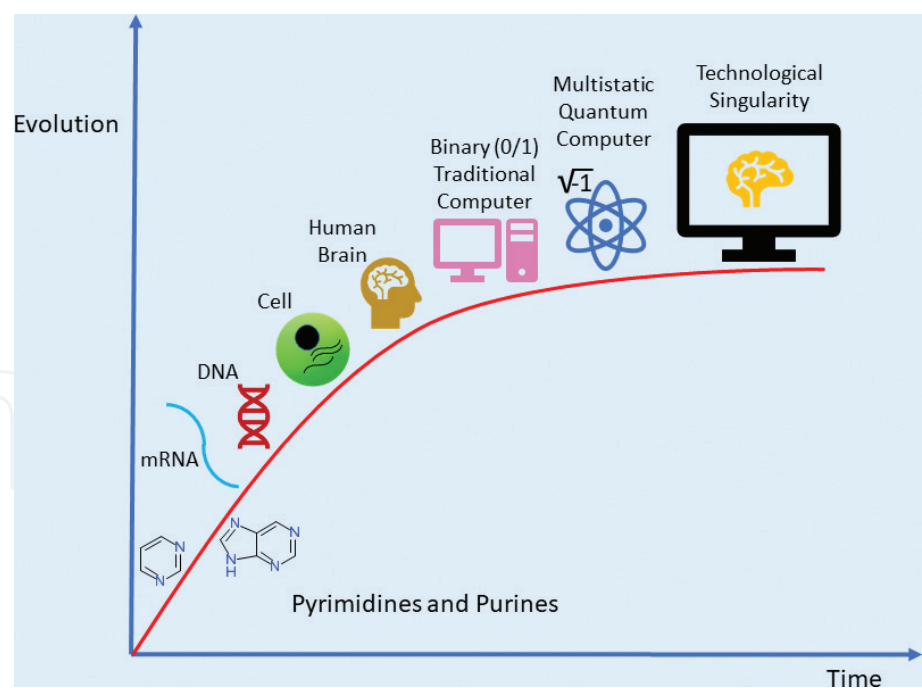 Technological
Singularity
Multistatic
Quantum
Computer
√-1
Evolution
Binary (0/1)
Traditional
Computer
Human
Brain
Cell
DNA
mRNA
N
N
N
N
H
N
N
Pyrimidines and Purines
Time